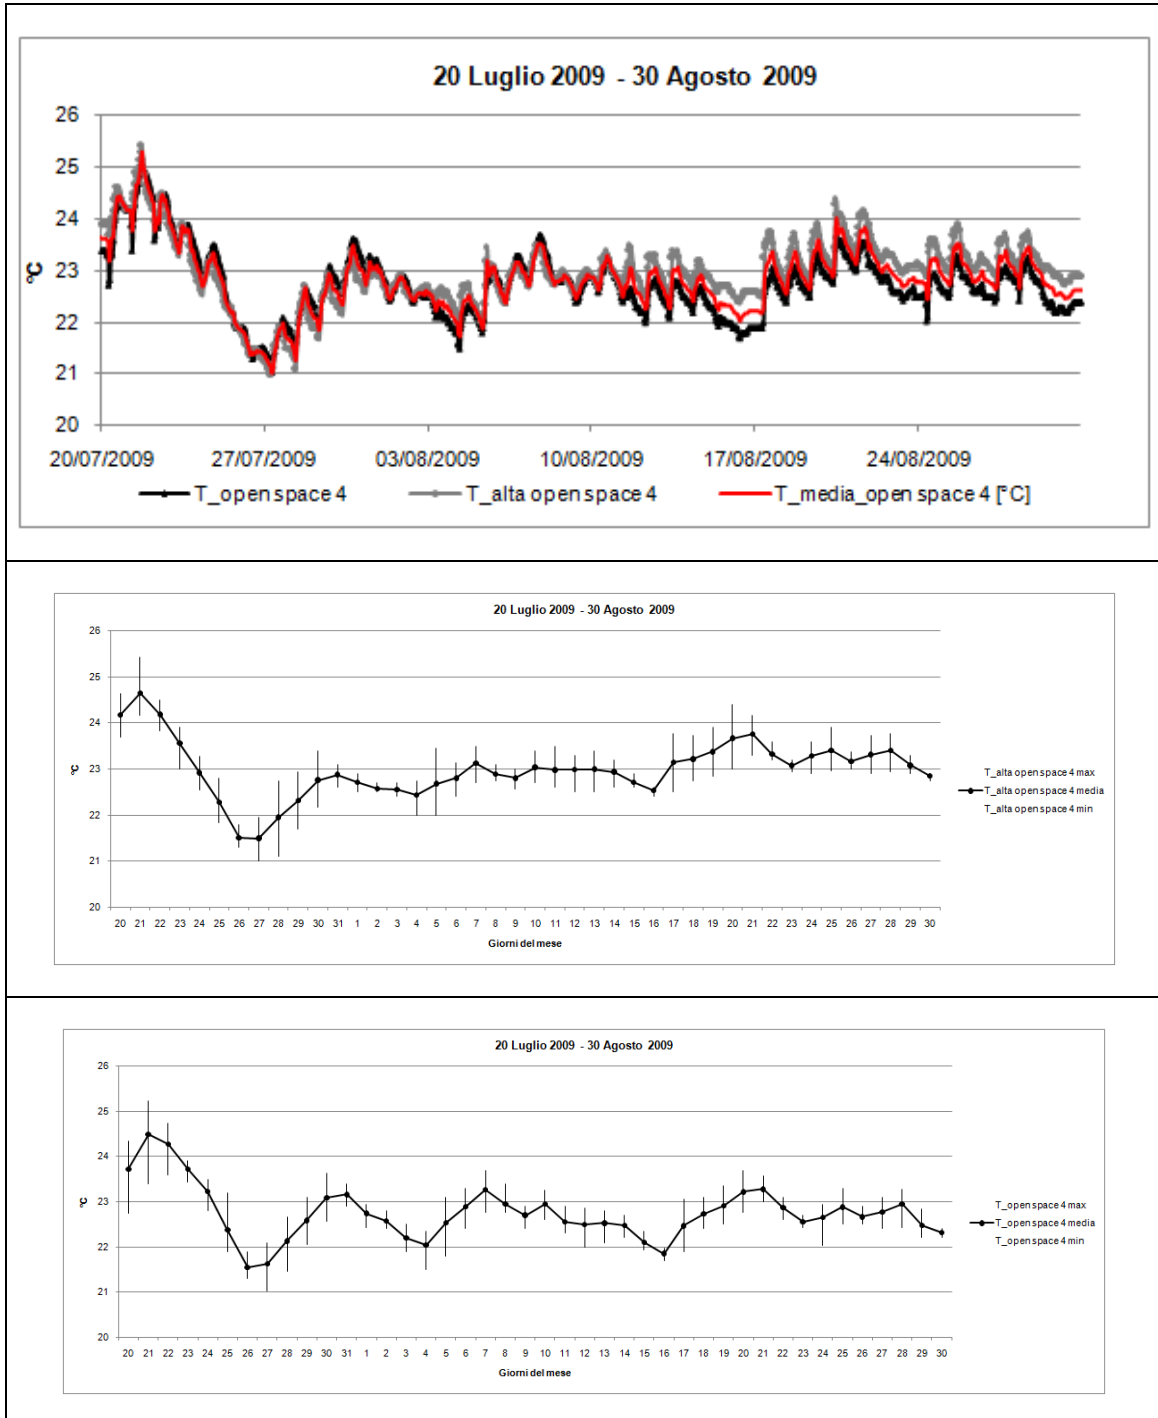 20 Luglio 2009 - 30 Agosto 2009
26
25
24
23
22
21
20
°C
20/07/2009 27/07/2009 03/08/2009 10/08/2009 17/08/2009 24/08/2009
T_open space 4 T_alta open space 4 T_media_open space 4 [°C]
20 Luglio 2009 - 30 Agosto 2009
26
25
24
23
22
21
20
°C
20 21 22 23 24 25 26 27 28 29 30 31 1 2 3 4 5 6 7 8 9 10 11 12 13 14 15 16 17 18 19 20 21 22 23 24 25 26 27 28 29 30
Giorni del mese
T_alta open space 4 max
T_alta open space 4 media
T_alta open space 4 min
20 Luglio 2009 - 30 Agosto 2009
26
25
24
23
22
21
20
°C
20 21 22 23 24 25 26 27 28 29 30 31 1 2 3 4 5 6 7 8 9 10 11 12 13 14 15 16 17 18 19 20 21 22 23 24 25 26 27 28 29 30
Giorni del mese
T_open space 4 max
T_open space 4 media
T_open space 4 min